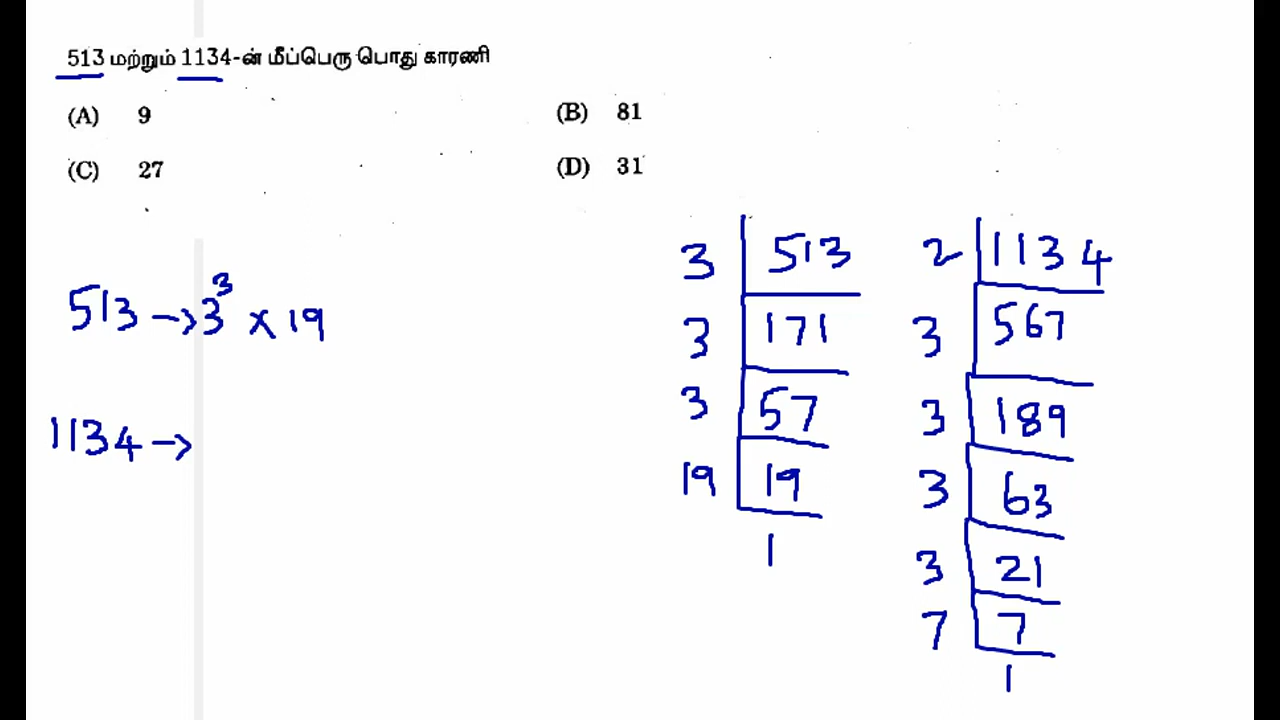 513 மற்றும் 1134-ன் மீப்பெரு பொது காரணி
(A) 9
(B) 81
(C) 27
(D) 31
513 → 3³ × 19
1134 →
3 513
3 171
3 57
19 19
1
2 1134
3 567
3 189
3 63
3 21
7 7
1